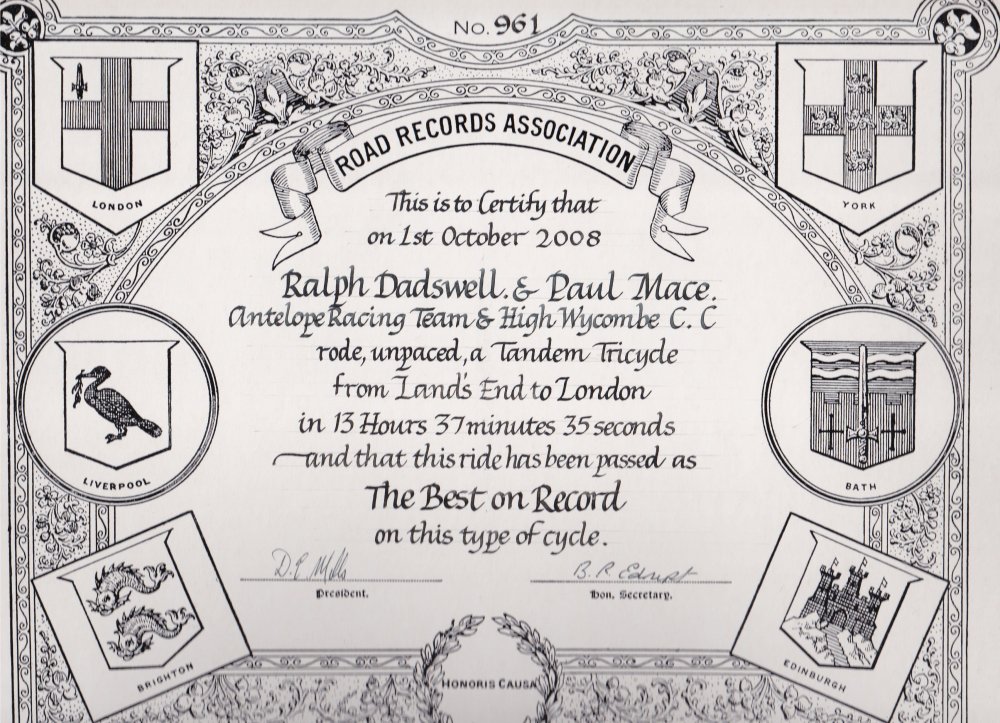 No. 961
LONDON
YORK
ROAD RECORDS ASSOCIATION
This is to Certify that
on 1st October 2008
Ralph Dadswell. & Paul Mace.
Antelope Racing Team & High Wycombe C. C
rode, unpaced, a Tandem Tricycle
from Land's End to London
in 13 Hours 37 minutes 35 seconds
and that this ride has been passed as
The Best on Record
on this type of cycle.
LIVERPOOL
BATH
President.
Hon. Secretary.
BRIGHTON
EDINBURGH
HONORIS CAUSA